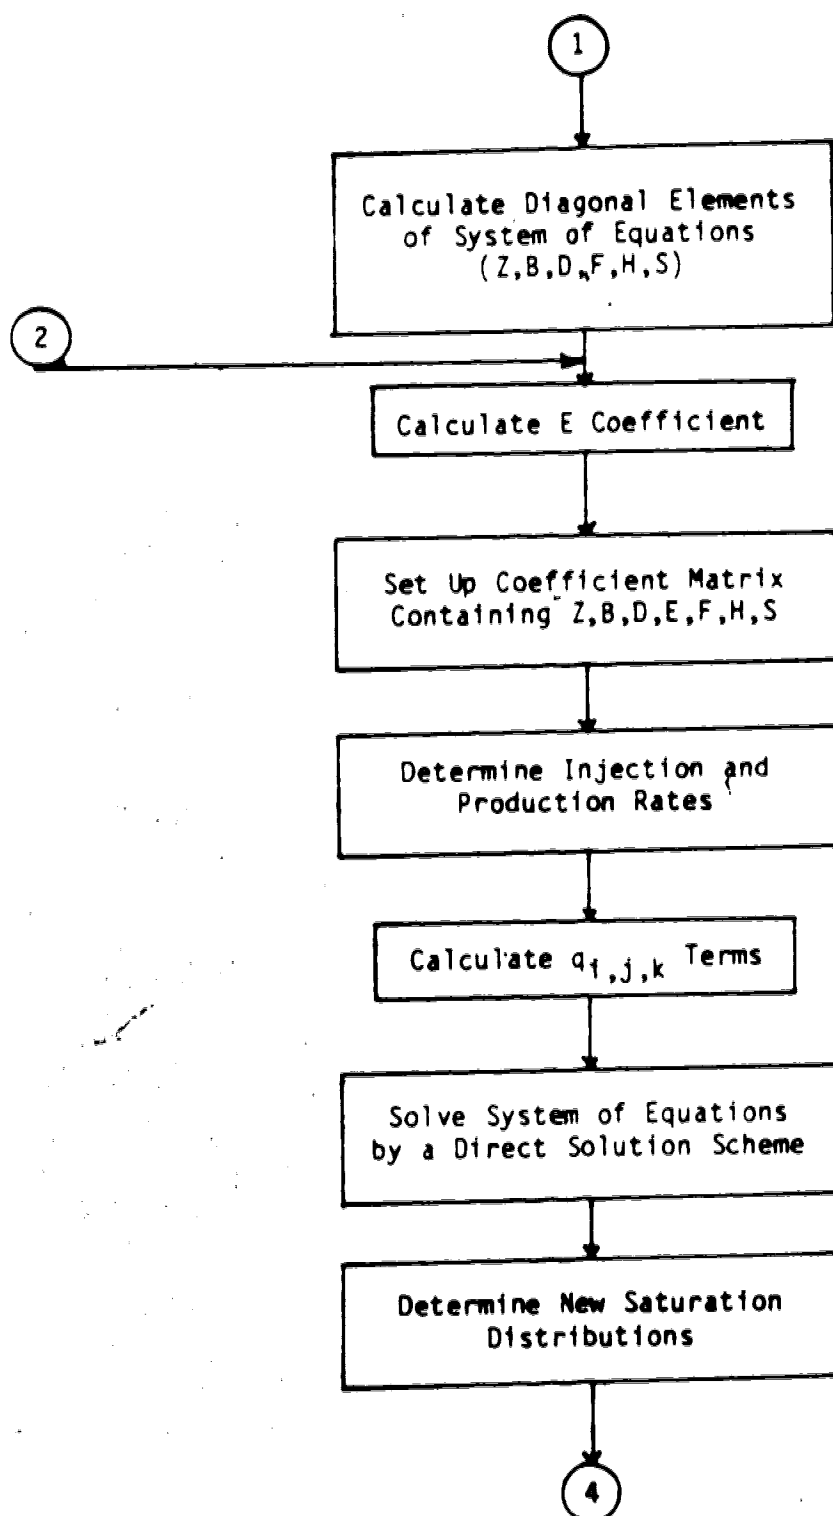 1
Calculate Diagonal Elements
of System of Equations
(Z,B,D,F,H,S)
2
Calculate E Coefficient
Set Up Coefficient Matrix
Containing Z,B,D,E,F,H,S
Determine Injection and
Production Rates
Calculate qi,j,k Terms
Solve System of Equations
by a Direct Solution Scheme
Determine New Saturation
Distributions
4